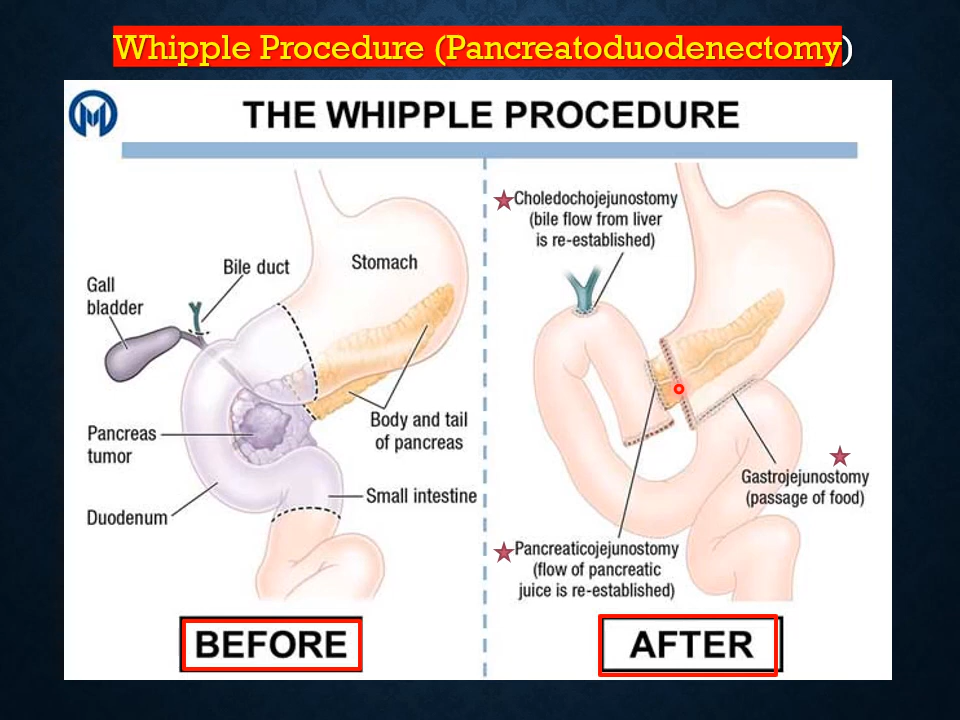 Whipple Procedure (Pancreatoduodenectomy)
THE WHIPPLE PROCEDURE
Gall
bladder
Bile duct
Stomach
Body and tail
of pancreas
Pancreas
tumor
Small intestine
Duodenum
BEFORE
Choledochojejunostomy
(bile flow from liver
is re-established)
Gastrojejunostomy
(passage of food)
Pancreaticojejunostomy
(flow of pancreatic
juice is re-established)
AFTER